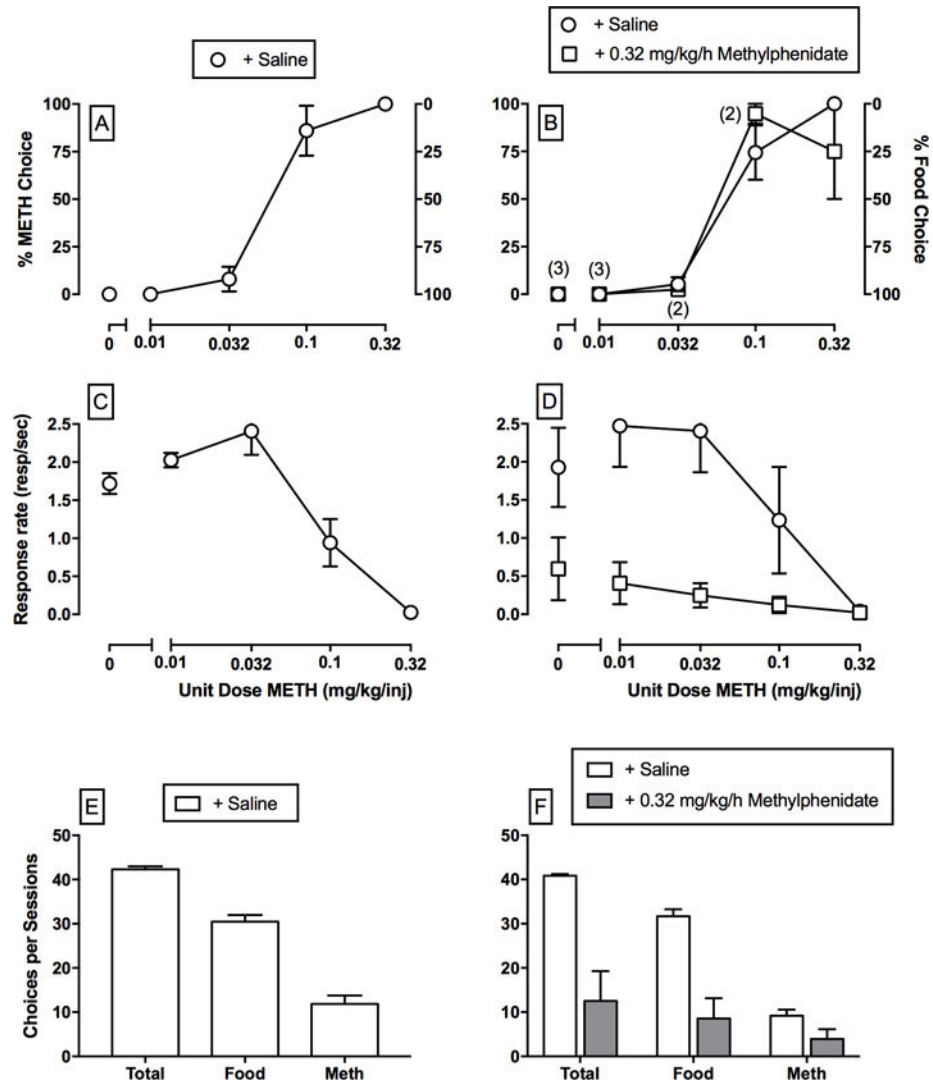 + Saline
+ Saline
+ 0.32 mg/kg/h Methylphenidate
A
% METH Choice
100
75
50
25
0
0
25
50
75
100
0
0.01
0.032
0.1
0.32
B
100
75
50
25
0
(3)
(3)
(2)
(2)
0
25
50
75
100
% Food Choice
0
0.01
0.032
0.1
0.32
C
Response rate (resp/sec)
2.5
2.0
1.5
1.0
0.5
0.0
0
0.01
0.032
0.1
0.32
Unit Dose METH (mg/kg/inj)
D
2.5
2.0
1.5
1.0
0.5
0.0
0
0.01
0.032
0.1
0.32
Unit Dose METH (mg/kg/inj)
E
+ Saline
Choices per Sessions
50
40
30
20
10
0
Total
Food
Meth
+ Saline
+ 0.32 mg/kg/h Methylphenidate
F
50
40
30
20
10
0
Total
Food
Meth